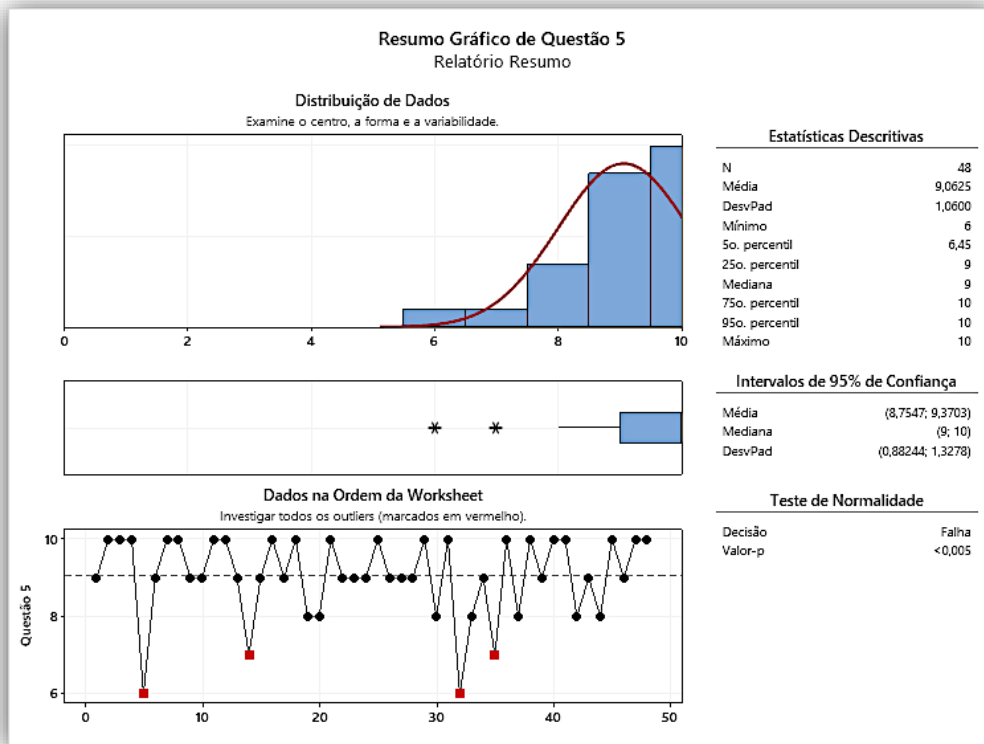 Resumo Gráfico de Questão 5
Relatório Resumo
Distribuição de Dados
Examine o centro, a forma e a variabilidade.
0 2 4 6 8 10
Dados na Ordem da Worksheet
Investigar todos os outliers (marcados em vermelho).
Questão 5
10
8
6
0 10 20 30 40 50
Estatísticas Descritivas
N 48
Média 9,0625
DesvPad 1,0600
Mínimo 6
5o. percentil 6,45
25o. percentil 9
Mediana 9
75o. percentil 10
95o. percentil 10
Máximo 10
Intervalos de 95% de Confiança
Média (8,7547; 9,3703)
Mediana (9; 10)
DesvPad (0,88244; 1,3278)
Teste de Normalidade
Decisão Falha
Valor-p <0,005